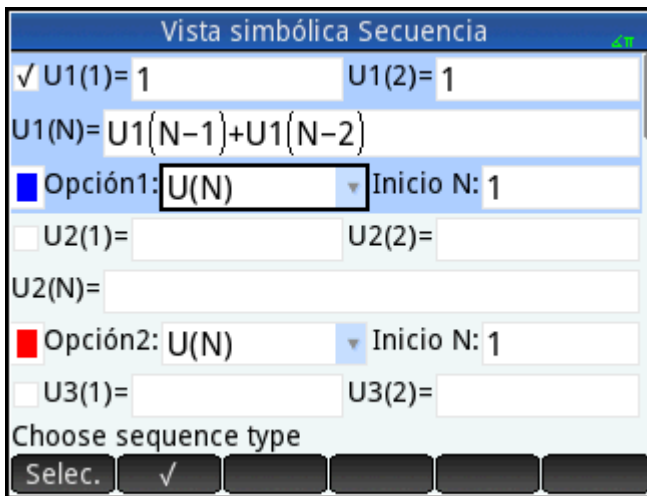 Vista simbólica Secuencia
∡π
√ U1(1)= 1 U1(2)= 1
U1(N)= U1(N-1)+U1(N-2)
Opción1: U(N) Inicio N: 1
U2(1)= U2(2)=
U2(N)=
Opción2: U(N) Inicio N: 1
U3(1)= U3(2)=
Choose sequence type
Selec. √